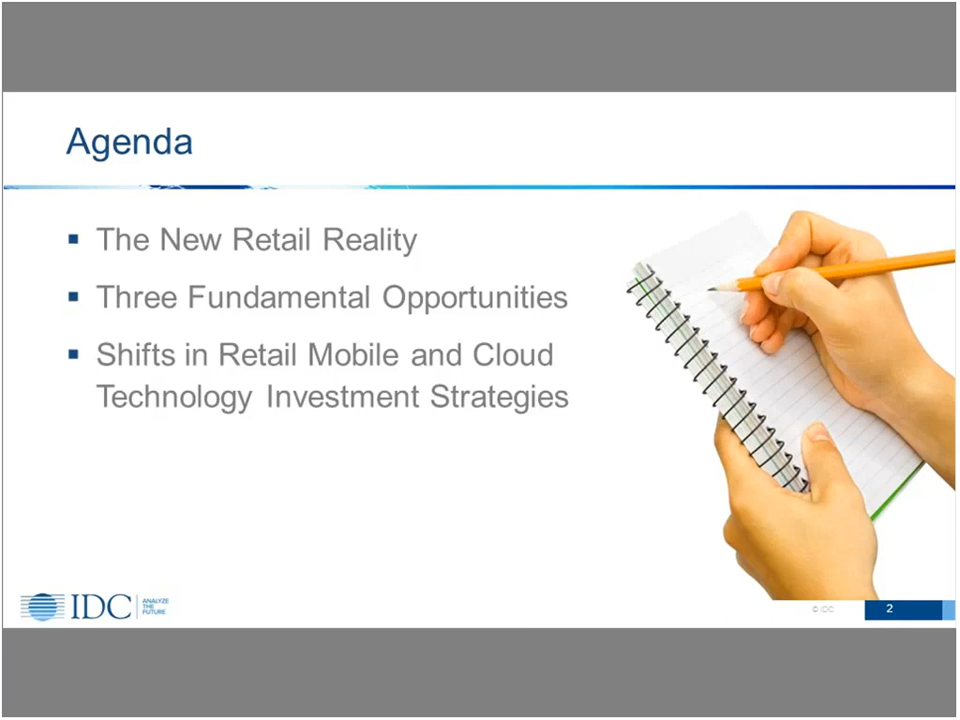 Agenda
The New Retail Reality
Three Fundamental Opportunities
Shifts in Retail Mobile and Cloud
Technology Investment Strategies
IDC
ANALYZE
THE
FUTURE
© IDC
2